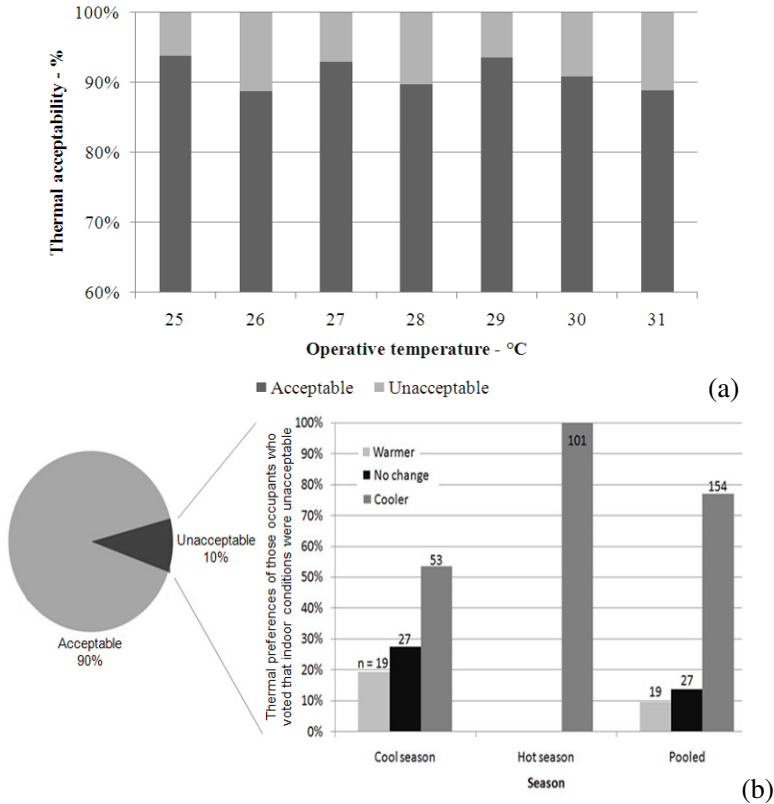 100%
90%
80%
70%
60%
Thermal acceptability - %
25 26 27 28 29 30 31
Operative temperature - °C
Acceptable Unacceptable
(a)
Unacceptable
10%
Acceptable
90%
Thermal preferences of those occupants who
voted that indoor conditions were unacceptable
100%
90%
80%
70%
60%
50%
40%
30%
20%
10%
0%
Warmer
No change
Cooler
n = 19
27
53
101
19
27
154
Cool season Hot season Pooled
Season
(b)